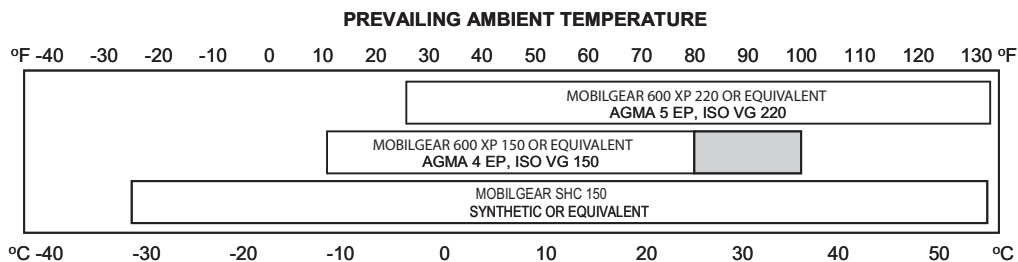 PREVAILING AMBIENT TEMPERATURE
ºF -40 -30 -20 -10 0 10 20 30 40 50 60 70 80 90 100 110 120 130 ºF
MOBILGEAR 600 XP 220 OR EQUIVALENT
AGMA 5 EP, ISO VG 220
MOBILGEAR 600 XP 150 OR EQUIVALENT
AGMA 4 EP, ISO VG 150
MOBILGEAR SHC 150
SYNTHETIC OR EQUIVALENT
ºC -40 -30 -20 -10 0 10 20 30 40 50 ºC